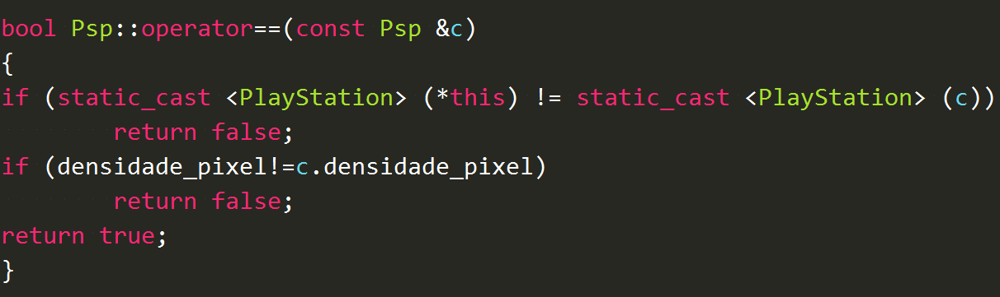 bool Psp::operator==(const Psp &c)
{
if (static_cast <PlayStation> (*this) != static_cast <PlayStation> (c))
        return false;
if (densidade_pixel!=c.densidade_pixel)
        return false;
return true;
}